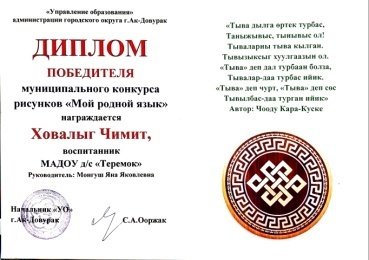 «Управление образования»
администрации городского округа г.Ак-Довурак
ДИПЛОМ
ПОБЕДИТЕЛЯ
муниципального конкурса
рисунков «Мой родной язык»
награждается
Ховалыг Чимит,
воспитанник
МАДОУ д/с «Теремок»
Руководитель: Монгуш Яна Яковлевна
Начальник «УО»
г.Ак-Довурак
С.А.Ооржак
«Тыва дылга өртек турбас,
Таныжывыс, тынывыс ол!
Тываларны тыва кылган.
Тывызыксыг хуулгаазын ол.
«Тыва» деп дал турбаан болза,
Тывалар-даа турбас ийик.
«Тыва» деп чурт, «Тыва» деп сөс
Тывылбас-даа турган ийик»
Автор: Чооду Кара-Куске